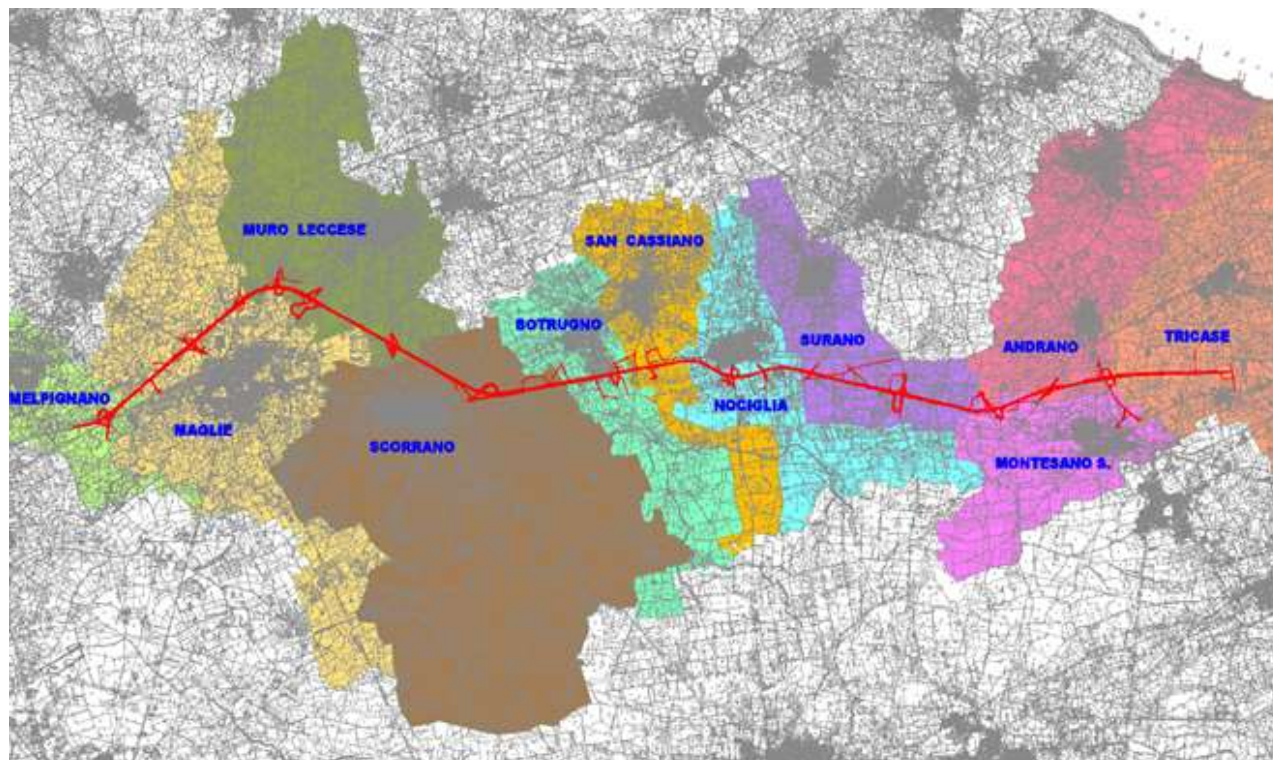 MURO LECCESE
SAN CASSIANO
BOTRUGNO
SURANO
ANDRANO
TRICASE
MELPIGNANO
MAGLIE
SCORRANO
NOCIGLIA
MONTESANO S.